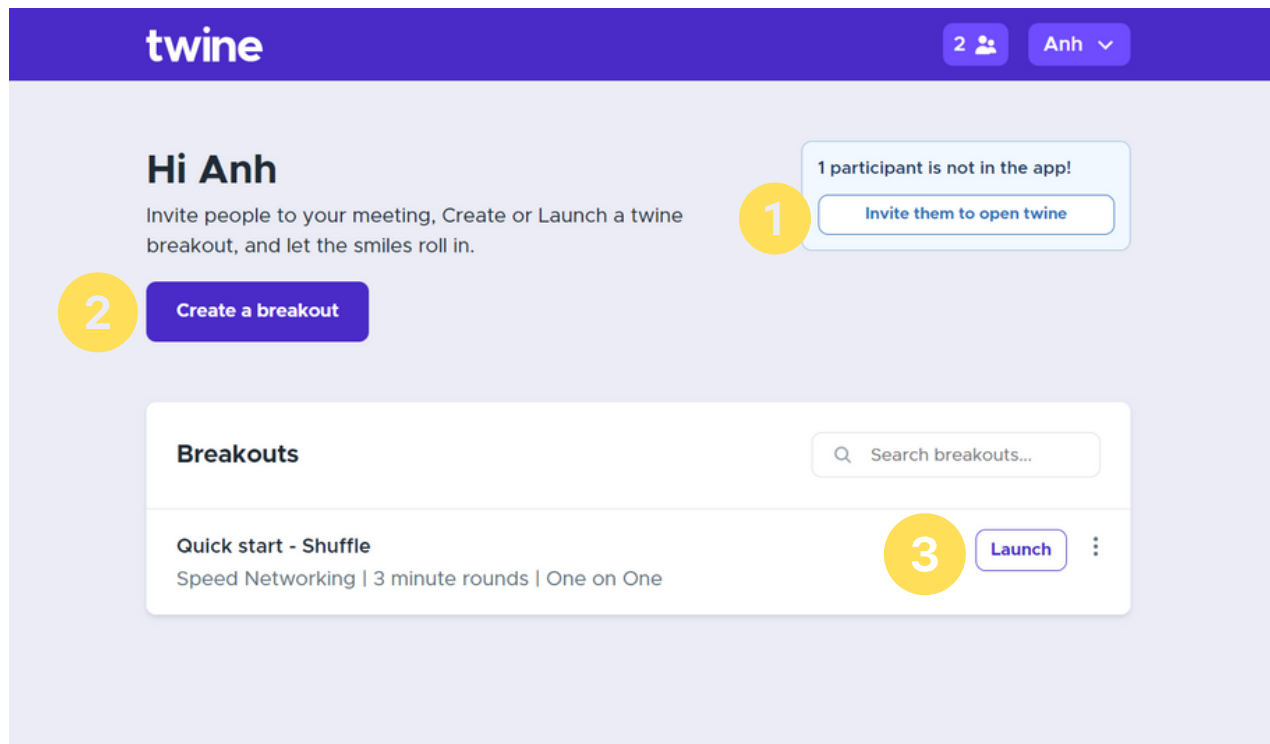 twine
2
Anh
Hi Anh
Invite people to your meeting, Create or Launch a twine
breakout, and let the smiles roll in.
1 participant is not in the app!
1
Invite them to open twine
2
Create a breakout
Breakouts
Search breakouts...
Quick start - Shuffle
Speed Networking | 3 minute rounds | One on One
3
Launch